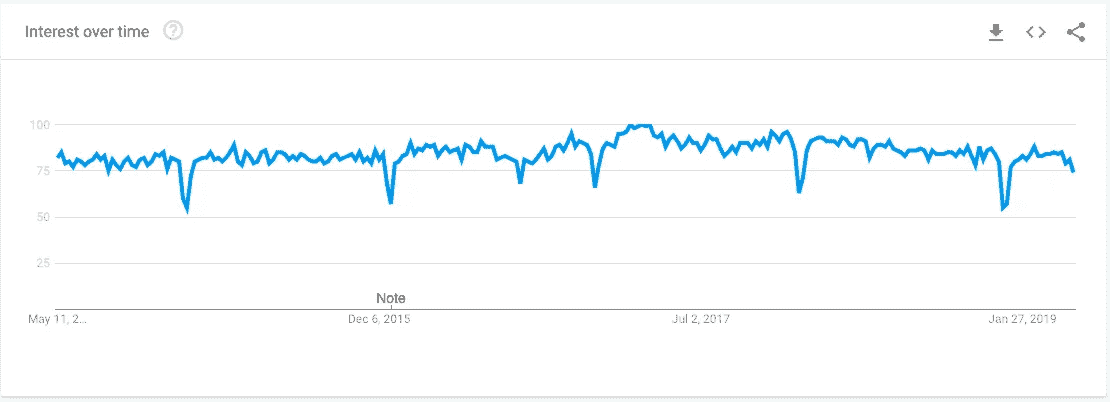 Interest over time
100
75
50
25
Note
May 11, 2...
Dec 6, 2015
Jul 2, 2017
Jan 27, 2019